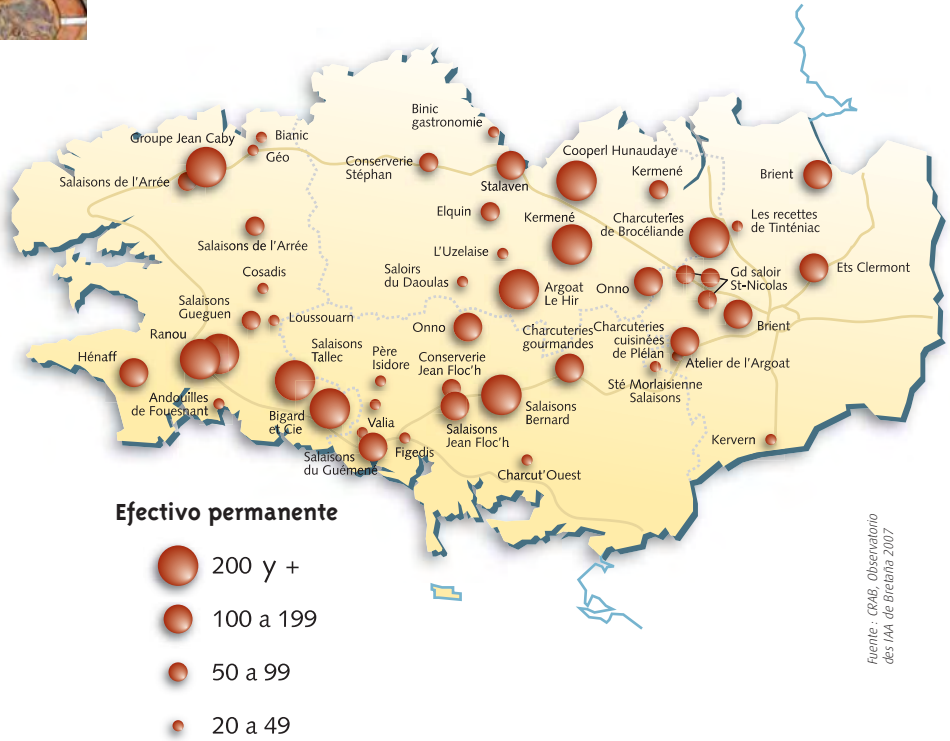 Binic
gastronomie
Groupe Jean Caby
Bianic
Géo
Conserverie
Stéphan
Cooperl Hunaudaye
Kermené
Brient
Salaisons de l'Arrée
Stalaven
Elquin
Kermené
Charcuteries
de Brocéliande
Les recettes
de Tinténiac
Salaisons de l'Arrée
L'Uzelaise
Cosadis
Saloirs
du Daoulas
Argoat
Le Hir
Onno
Gd saloir
St-Nicolas
Ets Clermont
Salaisons
Gueguen
Loussouarn
Onno
Charcuteries
gourmandes
Charcuteries
cuisinées
de Plélan
Brient
Ranou
Hénaff
Salaisons
Tallec
Père
Isidore
Conserverie
Jean Floc'h
Atelier de l'Argoat
Sté Morlaisienne
Salaisons
Andouilles
de Fouesnant
Bigard
et Cie
Valia
Salaisons
Bernard
Salaisons
Jean Floc'h
Kervern
Salaisons
du Guémené
Figedis
Charcut'Ouest
Efectivo permanente
200 y +
100 a 199
50 a 99
20 a 49
Fuente : CRAB, Observatorio
des IAA de Bretaña 2007